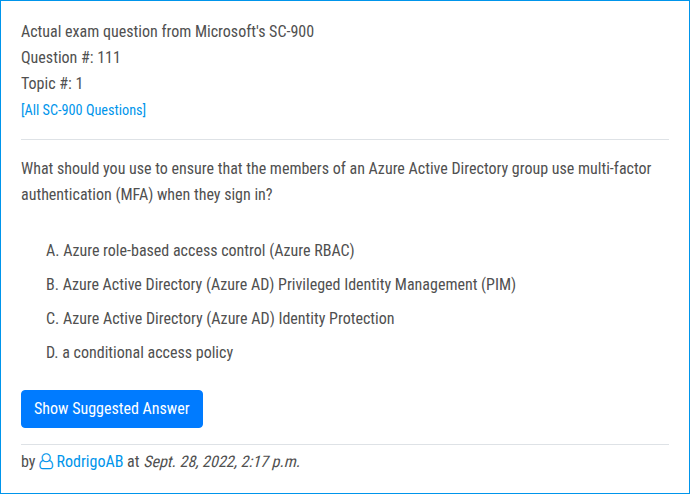 Actual exam question from Microsoft's SC-900
Question #: 111
Topic #: 1
[All SC-900 Questions]
What should you use to ensure that the members of an Azure Active Directory group use multi-factor
authentication (MFA) when they sign in?
A. Azure role-based access control (Azure RBAC)
B. Azure Active Directory (Azure AD) Privileged Identity Management (PIM)
C. Azure Active Directory (Azure AD) Identity Protection
D. a conditional access policy
Show Suggested Answer
by RodrigoAB at Sept. 28, 2022, 2:17 p.m.